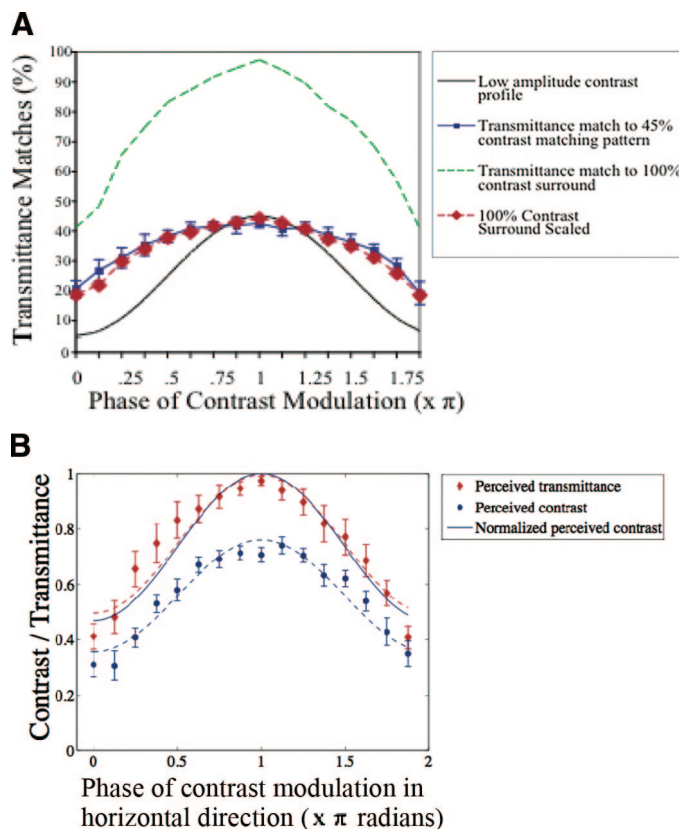 A
Transmittance Matches (%)
100
90
80
70
60
50
40
30
20
10
0
0 .25 .5 .75 1 1.25 1.5 1.75
Phase of Contrast Modulation (x π)
Low amplitude contrast
profile
Transmittance match to 45%
contrast matching pattern
Transmittance match to 100%
contrast surround
100% Contrast
Surround Scaled
B
Contrast / Transmittance
1
0.8
0.6
0.4
0.2
0
0 0.5 1 1.5 2
Phase of contrast modulation in
horizontal direction (x π radians)
Perceived transmittance
Perceived contrast
Normalized perceived contrast